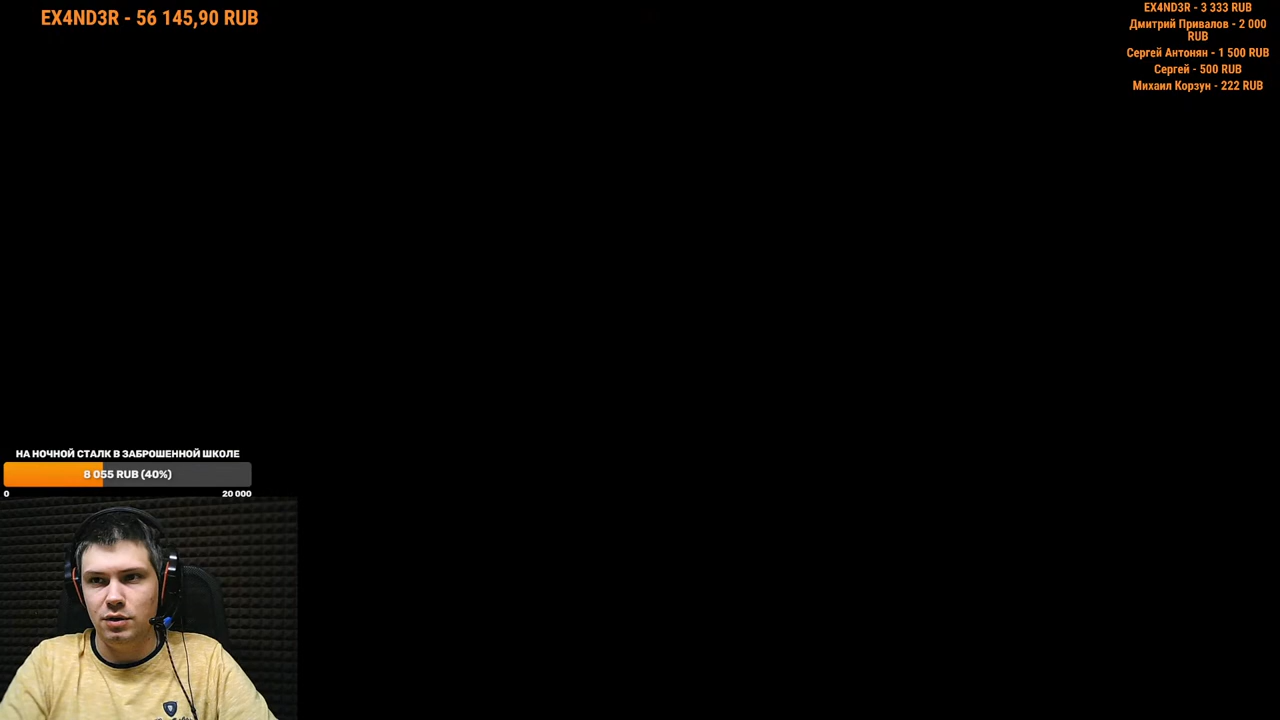 EX4ND3R - 56 145,90 RUB
EX4ND3R - 3 333 RUB
Дмитрий Привалов - 2 000
RUB
Сергей Антонян - 1 500 RUB
Сергей - 500 RUB
Михаил Корзун - 222 RUB
НА НОЧНОЙ СТАЛК В ЗАБРОШЕННОЙ ШКОЛЕ
8 055 RUB (40%)
0 20 000